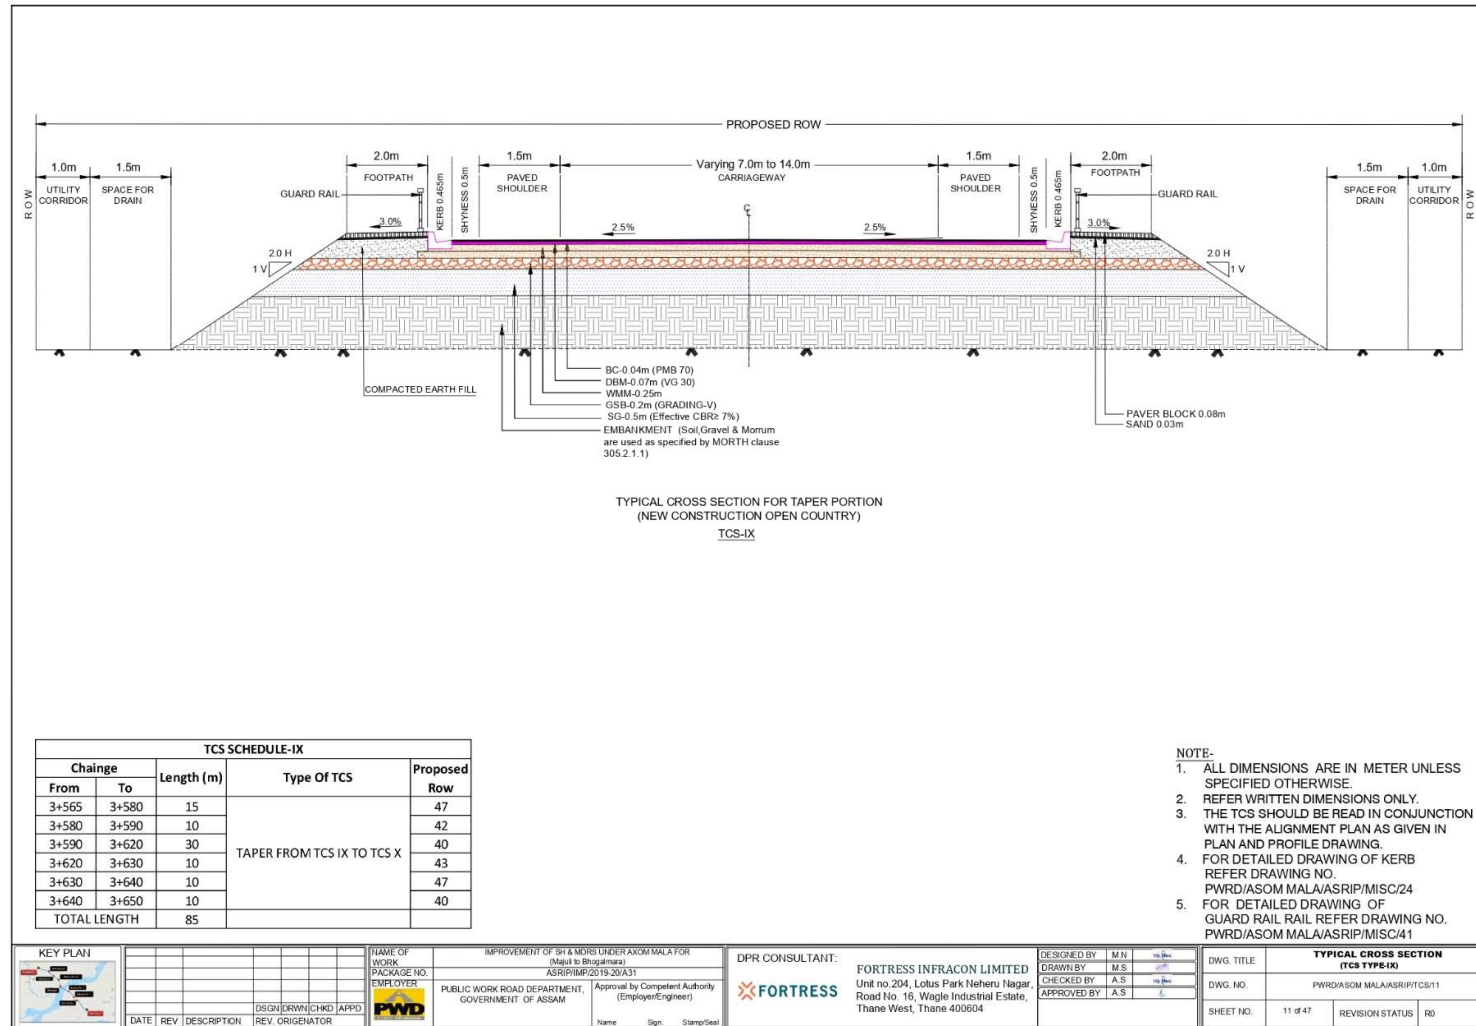 PROPOSED ROW
1.0m
1.5m
2.0m
1.5m
Varying 7.0m to 14.0m
1.5m
2.0m
1.5m
1.0m
ROW
UTILITY
CORRIDOR
SPACE FOR
DRAIN
FOOTPATH
GUARD RAIL
KERB 0.465m
SHYNESS 0.5m
PAVED
SHOULDER
CARRIAGEWAY
PAVED
SHOULDER
SHYNESS 0.5m
KERB 0.465m
FOOTPATH
GUARD RAIL
SPACE FOR
DRAIN
UTILITY
CORRIDOR
ROW
3.0%
2.5%
2.5%
3.0%
2.0 H
1 V
2.0 H
1 V
COMPACTED EARTH FILL
BC-0.04m (PMB 70)
DBM-0.07m (VG 30)
WMM-0.25m
GSB-0.2m (GRADING-V)
SG-0.5m (Effective CBR≥ 7%)
EMBANKMENT (Soil,Gravel & Morrum
are used as specified by MORTH clause
305.2.1.1)
PAVER BLOCK 0.08m
SAND 0.03m
TYPICAL CROSS SECTION FOR TAPER PORTION
(NEW CONSTRUCTION OPEN COUNTRY)
TCS-IX
TCS SCHEDULE-IX
Chainge Length (m) Type Of TCS Proposed Row
From To
3+565 3+580 15 47
3+580 3+590 10 42
3+590 3+620 30 40
TAPER FROM TCS IX TO TCS X
3+620 3+630 10 43
3+630 3+640 10 47
3+640 3+650 10 40
TOTAL LENGTH 85
NOTE-
1. ALL DIMENSIONS ARE IN METER UNLESS
SPECIFIED OTHERWISE.
2. REFER WRITTEN DIMENSIONS ONLY.
3. THE TCS SHOULD BE READ IN CONJUNCTION
WITH THE ALIGNMENT PLAN AS GIVEN IN
PLAN AND PROFILE DRAWING.
4. FOR DETAILED DRAWING OF KERB
REFER DRAWING NO.
PWRD/ASOM MALA/ASRIP/MISC/24
5. FOR DETAILED DRAWING OF
GUARD RAIL RAIL REFER DRAWING NO.
PWRD/ASOM MALA/ASRIP/MISC/41
KEY PLAN
DSGN DRWN CHKD APPD
DATE REV DESCRIPTION REV. ORIGENATOR
NAME OF
WORK
IMPROVEMENT OF SH & MDRS UNDER AXOM MALA FOR
(Majuli to Bhogalmara)
PACKAGE NO.
ASRIP/IMP/2019-20/A31
EMPLOYER
PWD
PUBLIC WORK ROAD DEPARTMENT,
GOVERNMENT OF ASSAM
Approval by Competent Authority
(Employer/Engineer)
Name Sign. Stamp/Seal
DPR CONSULTANT:
FORTRESS
FORTRESS INFRACON LIMITED
Unit no.204, Lotus Park Neheru Nagar,
Road No. 16, Wagle Industrial Estate,
Thane West, Thane 400604
DESIGNED BY M.N
DRAWN BY M.S
CHECKED BY A.S
APPROVED BY A.S
DWG. TITLE
TYPICAL CROSS SECTION
(TCS TYPE-IX)
DWG. NO.
PWRD/ASOM MALA/ASRIP/TCS/11
SHEET NO.
11 of 47
REVISION STATUS
R0